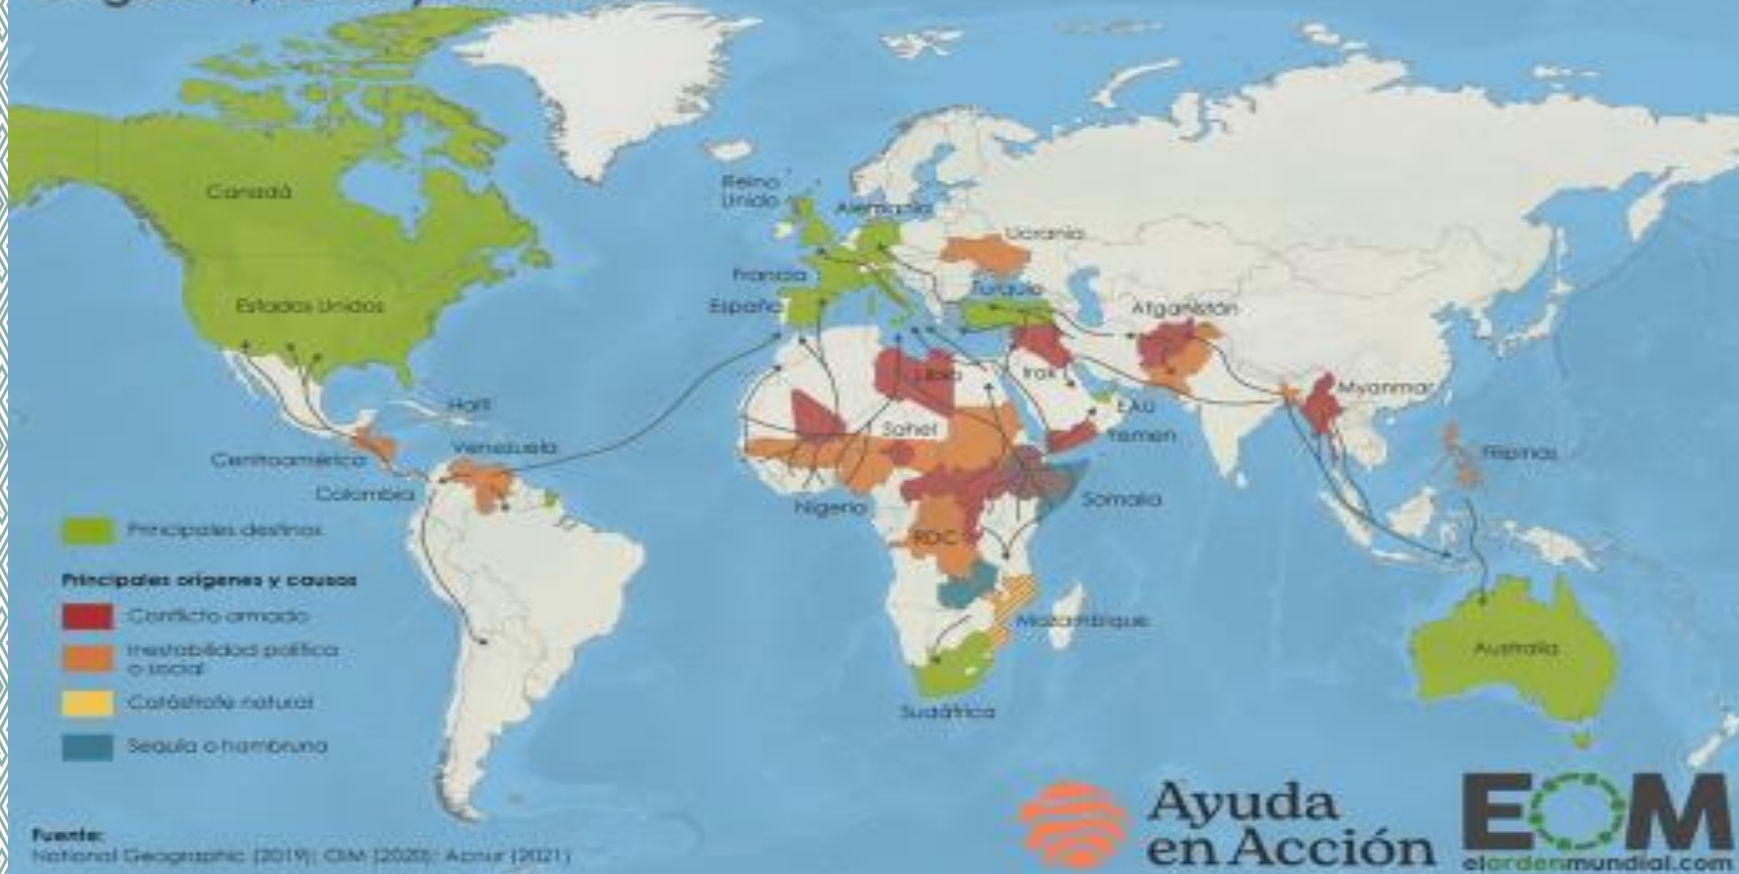 Canadá
Reino
Unido
Alemania
Ucrania
Francia
Turquía
España
Estados Unidos
Afganistán
Haití
Libia
Irak
Myanmar
EAU
Sahel
Yemen
Venezuela
Centroamérica
Filipinas
Colombia
Nigeria
Somalia
RDC
Mozambique
Australia
Sudáfrica
Principales destinos
Principales orígenes y causas
Conflicto armado
Inestabilidad política
o social
Catástrofe natural
Sequía o hambruna
Fuente:
National Geographic (2019); OIM (2020); Acnur (2021)
Ayuda
en Acción
EOM
elordenmundial.com